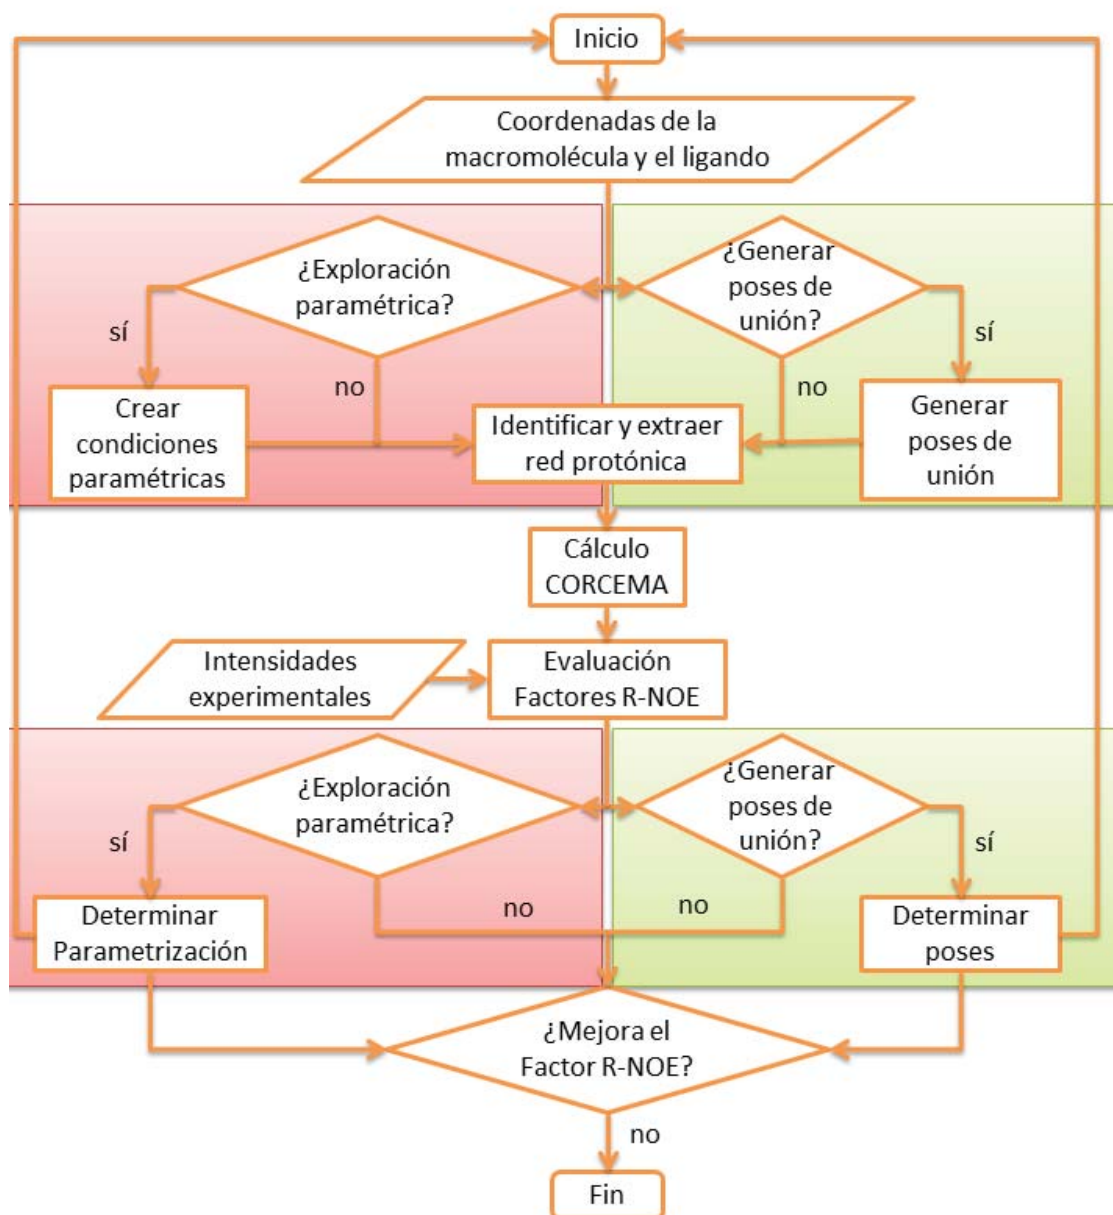 Inicio
Coordenadas de la
macromolécula y el ligando
¿Exploración
paramétrica?
¿Generar
poses de
unión?
sí
sí
no
no
Crear
condiciones
paramétricas
Identificar y extraer
red protónica
Generar
poses de
unión
Cálculo
CORCEMA
Intensidades
experimentales
Evaluación
Factores R-NOE
¿Exploración
paramétrica?
¿Generar
poses de
unión?
sí
sí
no
no
Determinar
Parametrización
Determinar
poses
¿Mejora el
Factor R-NOE?
no
Fin